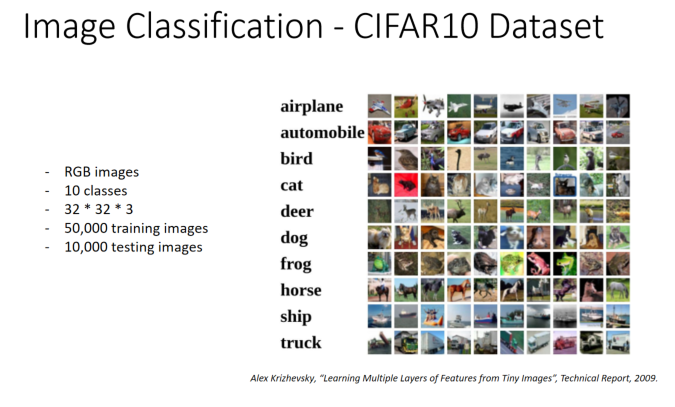 Image Classification - CIFAR10 Dataset
- RGB images
- 10 classes
- 32 * 32 * 3
- 50,000 training images
- 10,000 testing images
airplane
automobile
bird
cat
deer
dog
frog
horse
ship
truck
Alex Krizhevsky, “Learning Multiple Layers of Features from Tiny Images”, Technical Report, 2009.